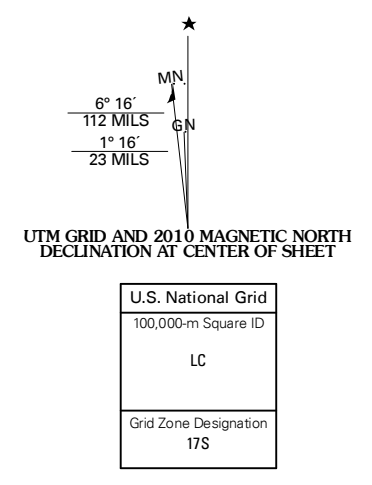 ★
M.N.
6° 16´
112 MILS
GN
1° 16´
23 MILS
UTM GRID AND 2010 MAGNETIC NORTH
DECLINATION AT CENTER OF SHEET
U.S. National Grid
100,000-m Square ID
LC
Grid Zone Designation
17S